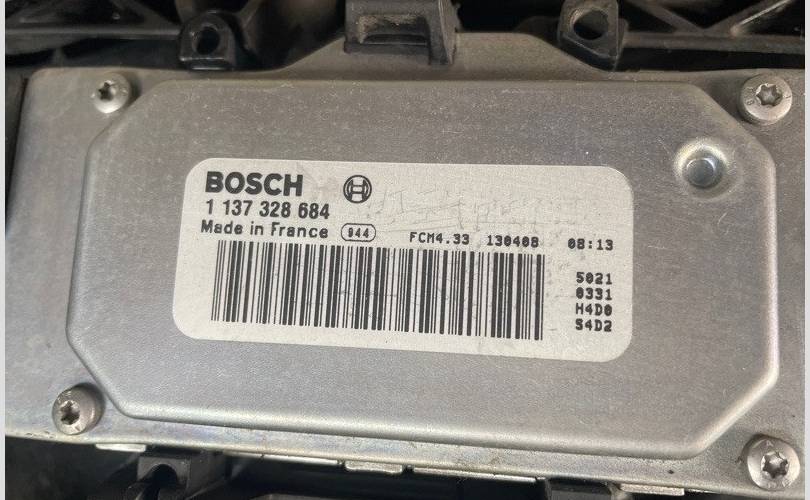 BOSCH
1 137 328 684
Made in France 944 FCM4.33 130408 08:13
5021
0331
H4D0
S4D2